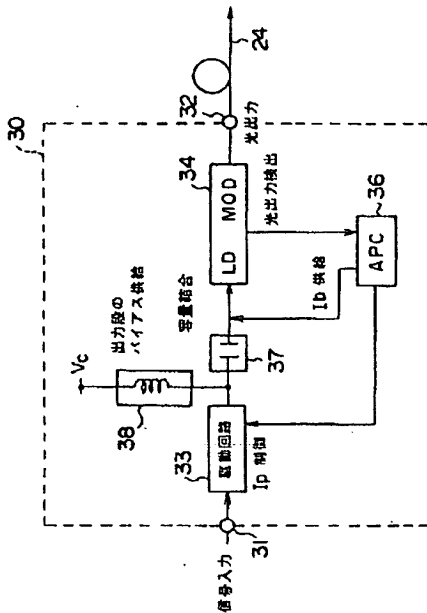 30
信号入力
31
33
駆動回路
Ip 制御
Vc
38
出力段の
バイアス供給
容量結合
37
Ib 供給
LD MOD
34
光出力検出
APC
36
32
光出力
24